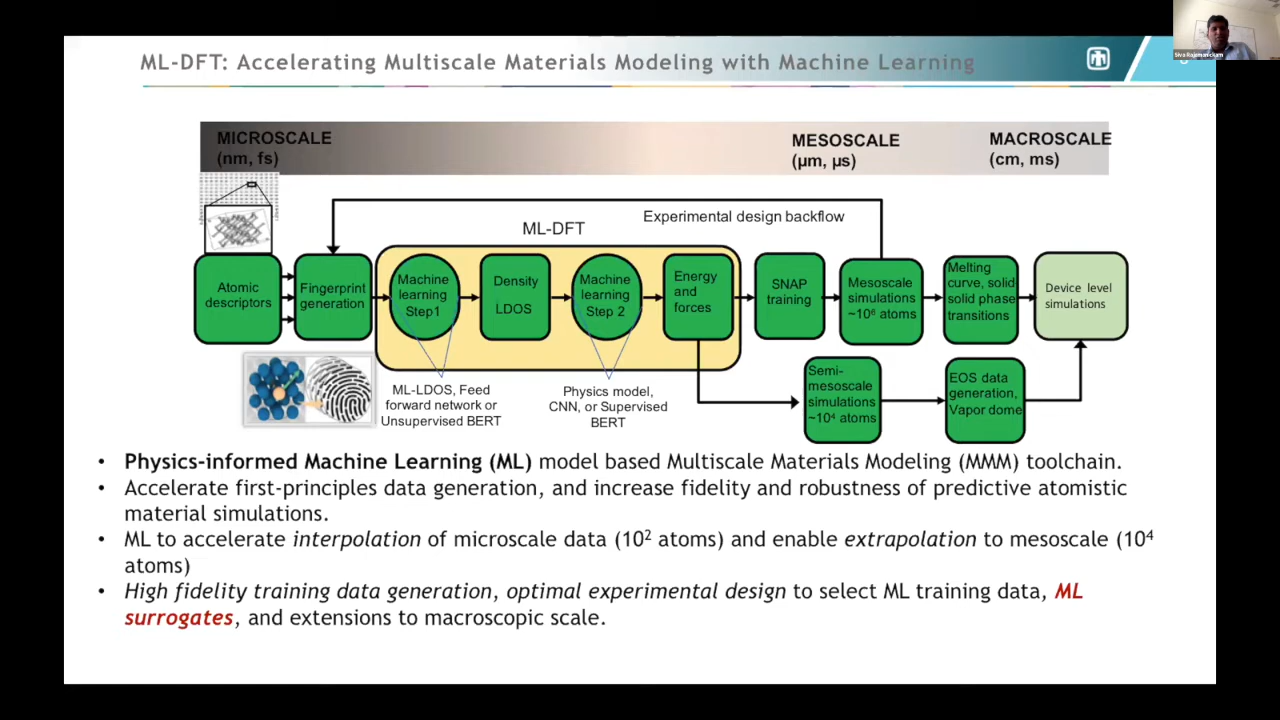 Siva Rajamanickam
ML-DFT: Accelerating Multiscale Materials Modeling with Machine Learning
MICROSCALE
(nm, fs)
MESOSCALE
(μm, μs)
MACROSCALE
(cm, ms)
Experimental design backflow
ML-DFT
Atomic
descriptors
Fingerprint
generation
Machine
learning
Step1
Density
LDOS
Machine
learning
Step 2
Energy
and
forces
SNAP
training
Mesoscale
simulations
~10⁶ atoms
Melting
curve, solid-
solid phase
transitions
Device level
simulations
ML-LDOS, Feed
forward network or
Unsupervised BERT
Physics model,
CNN, or Supervised
BERT
Semi-
mesoscale
simulations
~10⁴ atoms
EOS data
generation,
Vapor dome
• Physics-informed Machine Learning (ML) model based Multiscale Materials Modeling (MMM) toolchain.
• Accelerate first-principles data generation, and increase fidelity and robustness of predictive atomistic
material simulations.
• ML to accelerate interpolation of microscale data (10² atoms) and enable extrapolation to mesoscale (10⁴
atoms)
• High fidelity training data generation, optimal experimental design to select ML training data, ML
surrogates, and extensions to macroscopic scale.